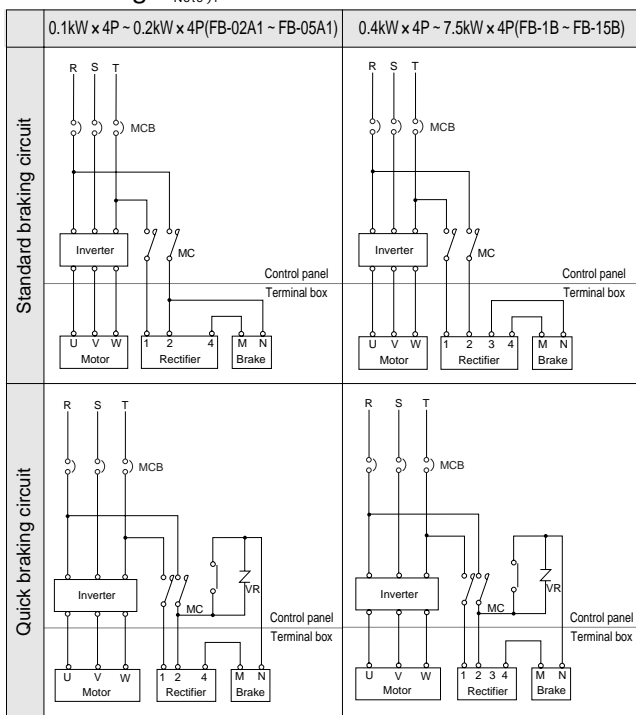 Note ).
0.1kW x 4P ~ 0.2kW x 4P(FB-02A1 ~ FB-05A1)
0.4kW x 4P ~ 7.5kW x 4P(FB-1B ~ FB-15B)
Standard braking circuit
R S T
MCB
Inverter
MC
Control panel
Terminal box
U V W
1 2 4
M N
Motor
Rectifier
Brake
R S T
MCB
Inverter
MC
Control panel
Terminal box
U V W
1 2 3 4
M N
Motor
Rectifier
Brake
Quick braking circuit
R S T
MCB
VR
Inverter
MC
Control panel
Terminal box
U V W
1 2 4
M N
Motor
Rectifier
Brake
R S T
MCB
VR
Inverter
MC
Control panel
Terminal box
U V W
1 2 3 4
M N
Motor
Rectifier
Brake